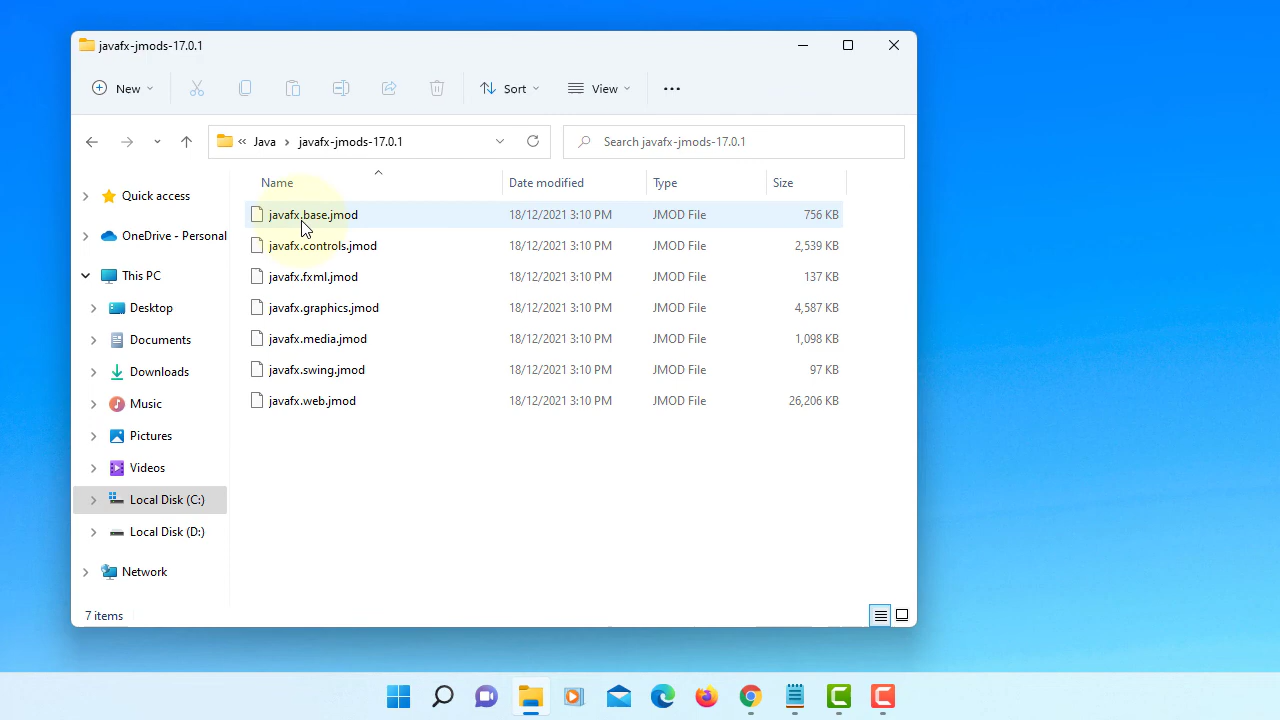 javafx-jmods-17.0.1
New Sort View
« Java > javafx-jmods-17.0.1 Search javafx-jmods-17.0.1
Name Date modified Type Size
Quick access
OneDrive - Personal
This PC
Desktop
Documents
Downloads
Music
Pictures
Videos
Local Disk (C:)
Local Disk (D:)
Network
javafx.base.jmod 18/12/2021 3:10 PM JMOD File 756 KB
javafx.controls.jmod 18/12/2021 3:10 PM JMOD File 2,539 KB
javafx.fxml.jmod 18/12/2021 3:10 PM JMOD File 137 KB
javafx.graphics.jmod 18/12/2021 3:10 PM JMOD File 4,587 KB
javafx.media.jmod 18/12/2021 3:10 PM JMOD File 1,098 KB
javafx.swing.jmod 18/12/2021 3:10 PM JMOD File 97 KB
javafx.web.jmod 18/12/2021 3:10 PM JMOD File 26,206 KB
7 items